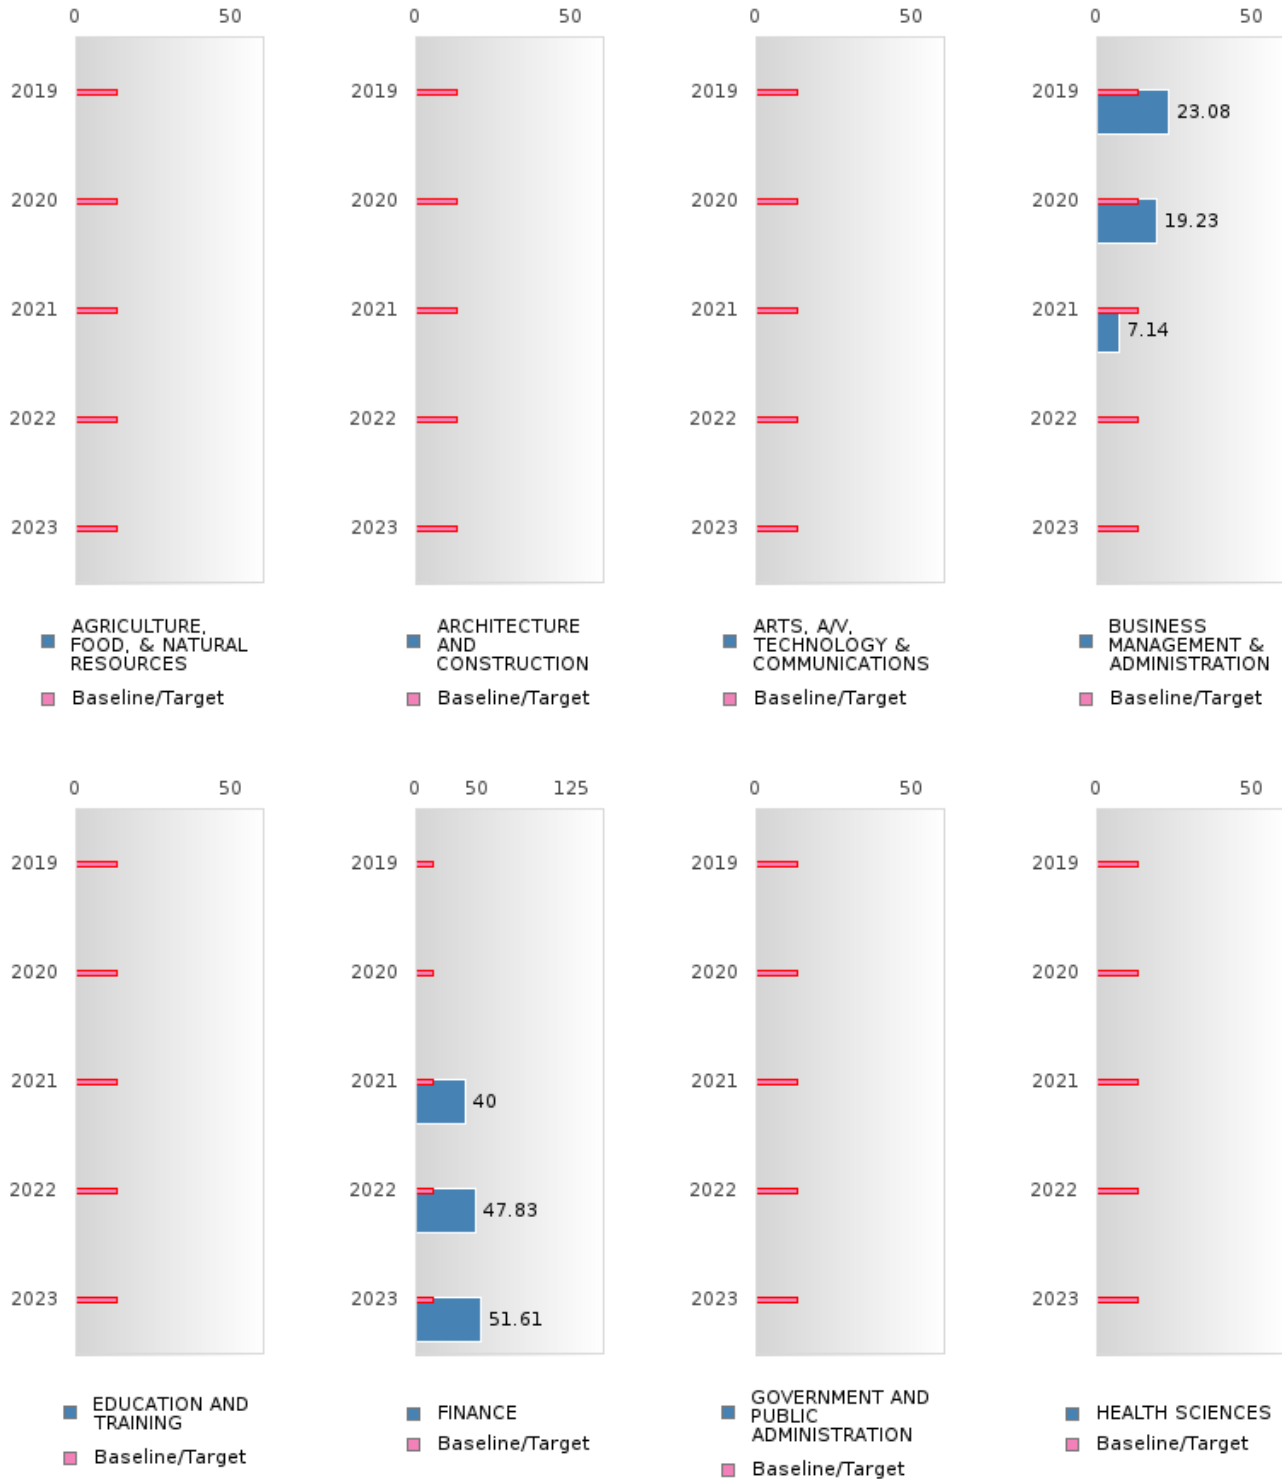 0 50
2019
2020
2021
2022
2023
AGRICULTURE,
FOOD, & NATURAL
RESOURCES
Baseline/Target
0 50
2019
2020
2021
2022
2023
ARCHITECTURE
AND
CONSTRUCTION
Baseline/Target
0 50
2019
2020
2021
2022
2023
ARTS, A/V,
TECHNOLOGY &
COMMUNICATIONS
Baseline/Target
0 50
2019
23.08
2020
19.23
2021
7.14
2022
2023
BUSINESS
MANAGEMENT &
ADMINISTRATION
Baseline/Target
0 50
2019
2020
2021
2022
2023
EDUCATION AND
TRAINING
Baseline/Target
0 50 125
2019
2020
2021
40
2022
47.83
2023
51.61
FINANCE
Baseline/Target
0 50
2019
2020
2021
2022
2023
GOVERNMENT AND
PUBLIC
ADMINISTRATION
Baseline/Target
0 50
2019
2020
2021
2022
2023
HEALTH SCIENCES
Baseline/Target